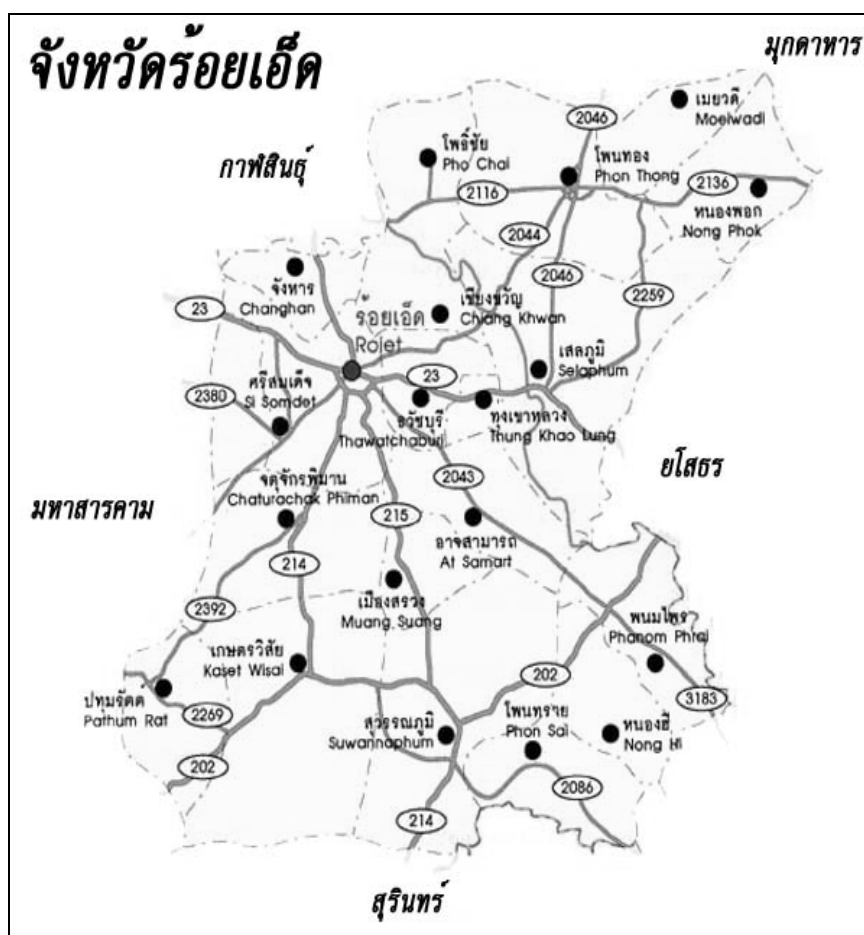 จังหวัดร้อยเอ็ด
มุกดาหาร
เมยวดี
Moeiwadi
2046
โพธิ์ชัย
Pho Chai
โพนทอง
Phon Thong
กาฬสินธุ์
2116
2136
หนองพอก
Nong Phok
2044
2046
2259
จังหาร
Changhan
23
ร้อยเอ็ด
Rojet
เชียงขวัญ
Chiang Khwan
23
เสลภูมิ
Selaphum
ศรีสมเด็จ
Si Somdet
2380
ธวัชบุรี
Thawatchaburi
ทุ่งเขาหลวง
Thung Khao Lung
ยโสธร
2043
มหาสารคาม
จตุจักรพิมาน
Chaturachak Phiman
215
อาจสามารถ
At Samart
214
เมืองสรวง
Muang Suang
2392
พนมไพร
Phanom Phrai
เกษตรวิสัย
Kaset Wisai
202
3183
ปทุมรัตต์
Pathum Rat
2269
สุวรรณภูมิ
Suwannaphum
โพนทราย
Phon Sai
หนองฮี
Nong Hi
202
2086
214
สุรินทร์